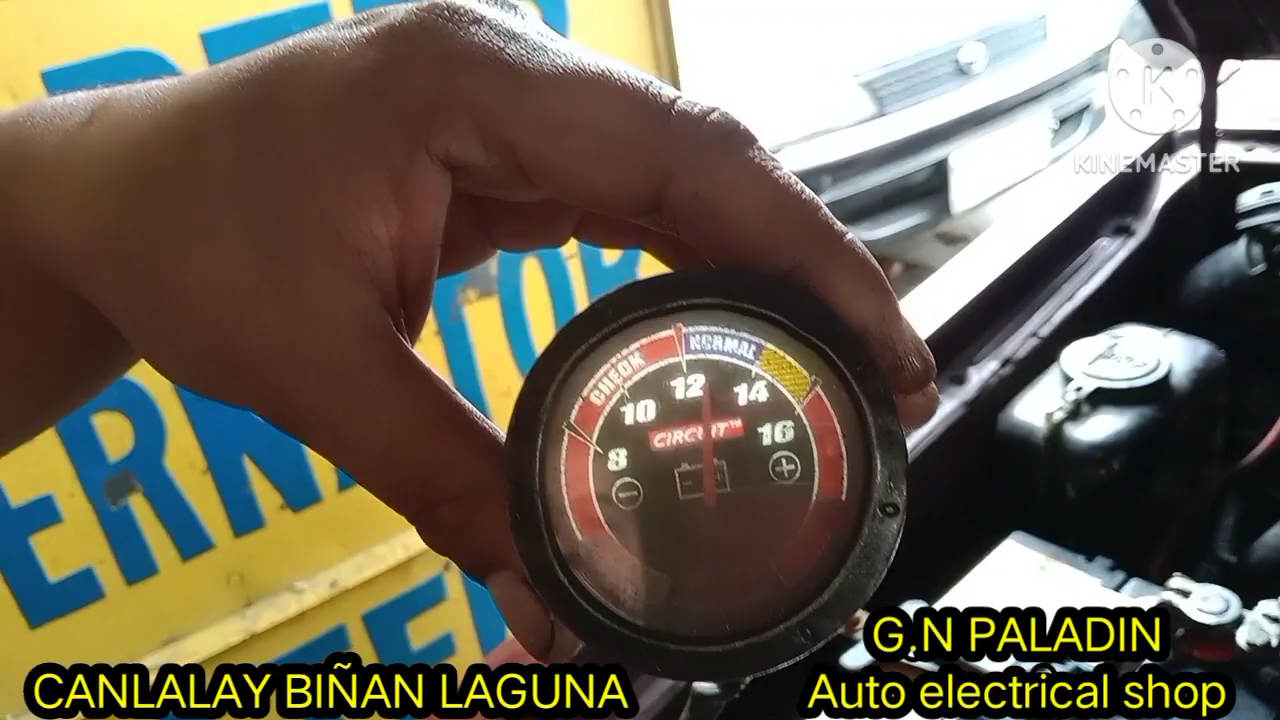 KINEMASTER
CHECK
NORMAL
8
10
12
14
16
CIRCUIT™
G.N PALADIN
CANLALAY BIÑAN LAGUNA
Auto electrical shop